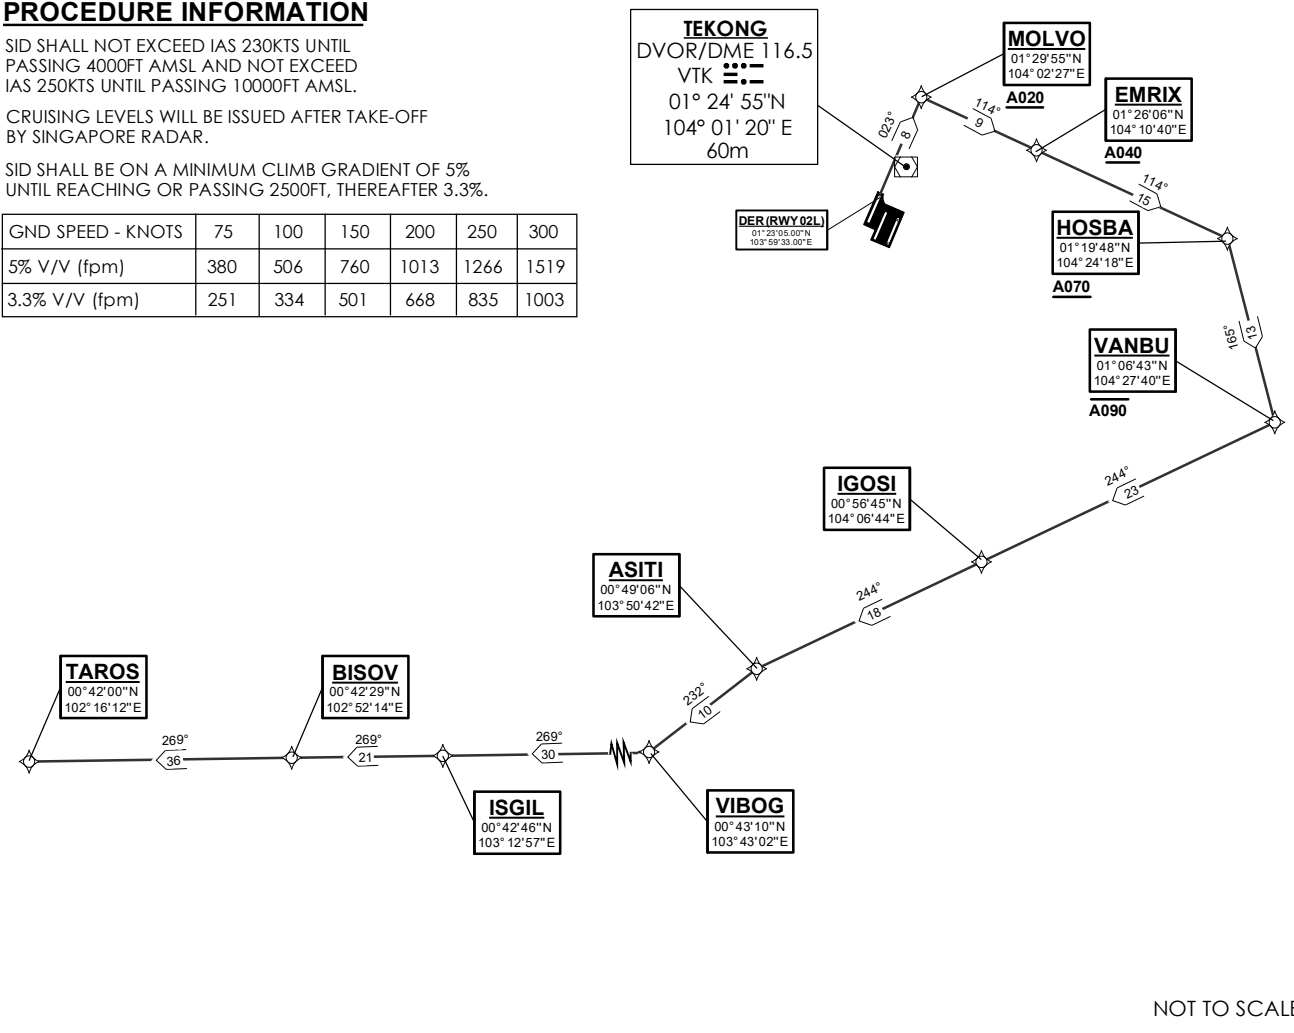 PROCEDURE INFORMATION
SID SHALL NOT EXCEED IAS 230KTS UNTIL
PASSING 4000FT AMSL AND NOT EXCEED
IAS 250KTS UNTIL PASSING 10000FT AMSL.
CRUISING LEVELS WILL BE ISSUED AFTER TAKE-OFF
BY SINGAPORE RADAR.
SID SHALL BE ON A MINIMUM CLIMB GRADIENT OF 5%
UNTIL REACHING OR PASSING 2500FT, THEREAFTER 3.3%.
GND SPEED - KNOTS 75 100 150 200 250 300
5% V/V (fpm) 380 506 760 1013 1266 1519
3.3% V/V (fpm) 251 334 501 668 835 1003
TEKONG
DVOR/DME 116.5
VTK
01° 24' 55"N
104° 01' 20" E
60m
MOLVO
01°29'55"N
104°02'27"E
A020
EMRIX
01°26'06"N
104°10'40"E
A040
023°
8
114°
9
114°
15
DER (RWY 02L)
01°23'05.00"N
103°59'33.00"E
HOSBA
01°19'48"N
104°24'18"E
A070
165°
13
VANBU
01°06'43"N
104°27'40"E
A090
244°
23
IGOSI
00°56'45"N
104°06'44"E
244°
18
ASITI
00°49'06"N
103°50'42"E
232°
10
TAROS
00°42'00"N
102°16'12"E
BISOV
00°42'29"N
102°52'14"E
269°
36
269°
21
269°
30
ISGIL
00°42'46"N
103°12'57"E
VIBOG
00°43'10"N
103°43'02"E
NOT TO SCALE